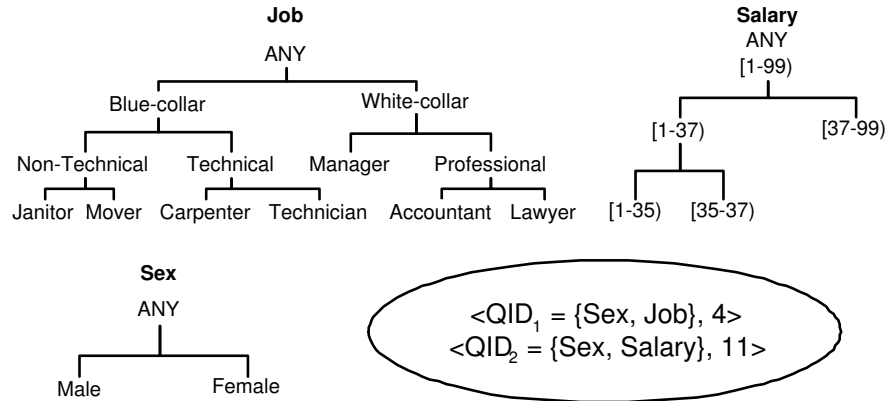 Job
ANY
Blue-collar White-collar
Non-Technical Technical Manager Professional
Janitor Mover Carpenter Technician Accountant Lawyer
Salary
ANY
[1-99)
[1-37) [37-99)
[1-35) [35-37)
Sex
ANY
Male Female
<QID1 = {Sex, Job}, 4>
<QID2 = {Sex, Salary}, 11>